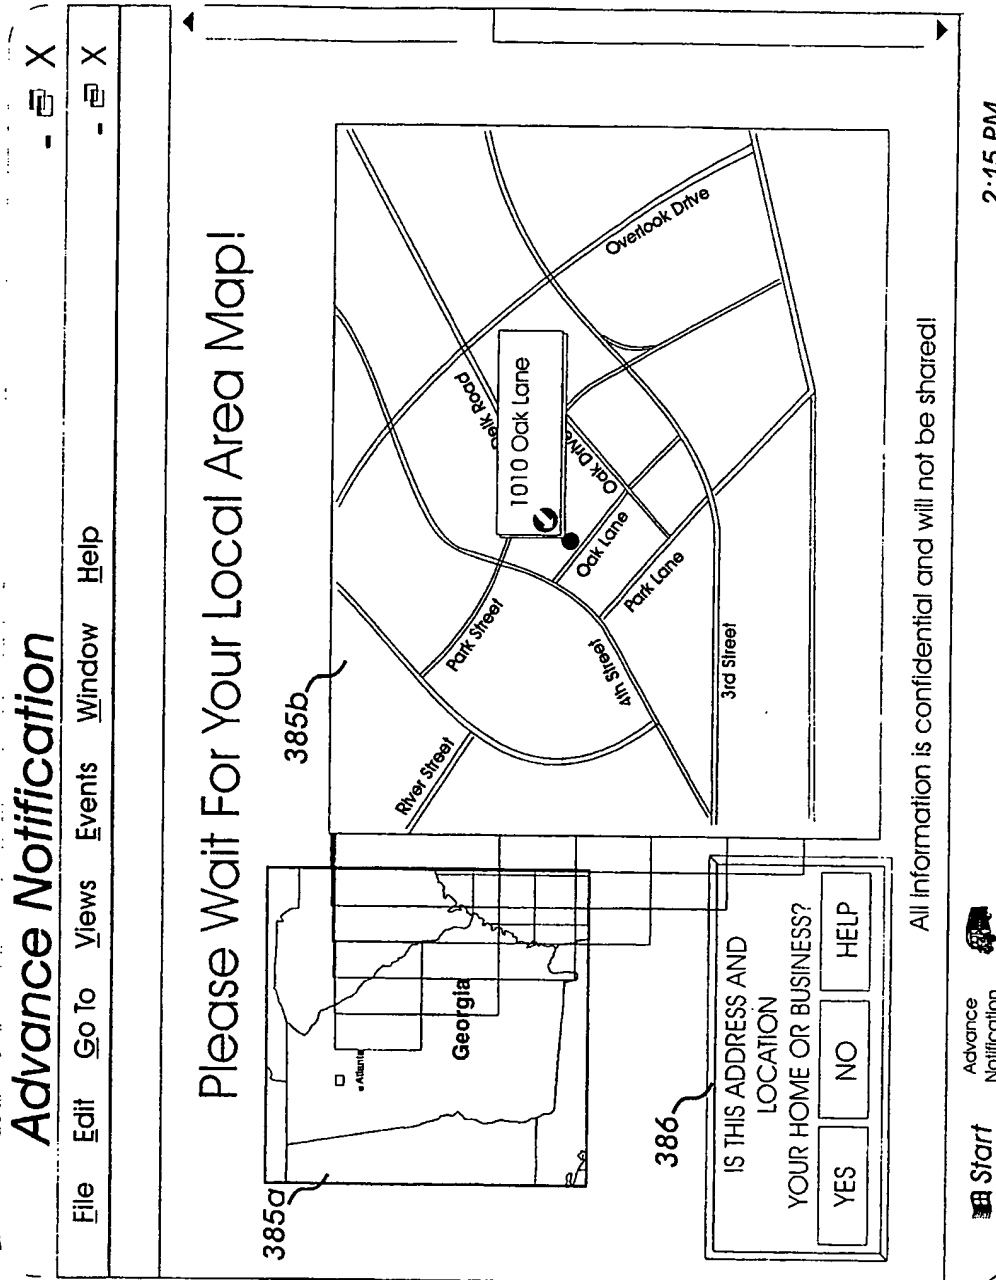 Advance Notification
File Edit Go To Views Events Window Help
Please Wait For Your Local Area Map!
385a
385b
Atlanta
Georgia
River Street
Park Street
4th Street
3rd Street
Park Lane
Oak Lane
Oak Drive
1010 Oak Lane
Overlook Drive
386
IS THIS ADDRESS AND
LOCATION
YOUR HOME OR BUSINESS?
YES NO HELP
All information is confidential and will not be shared!
Start
Advance
Notification
2:15 PM